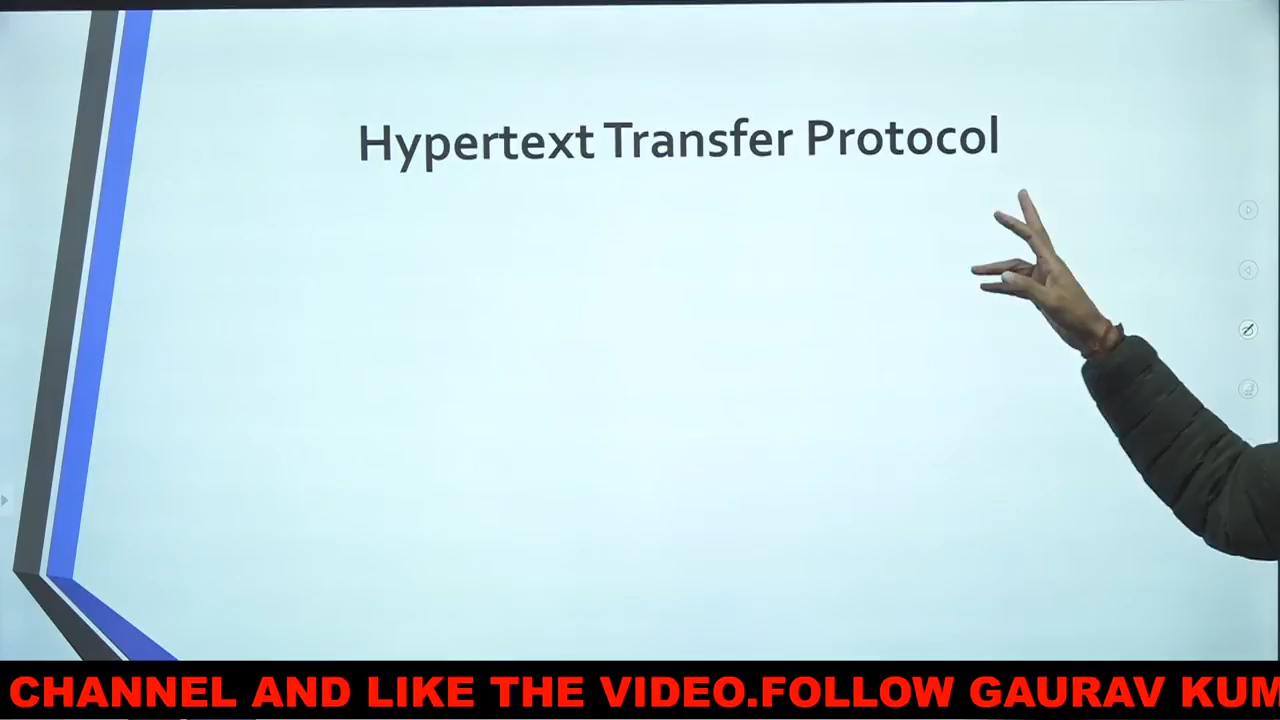 Hypertext Transfer Protocol
CHANNEL AND LIKE THE VIDEO.FOLLOW GAURAV KUM